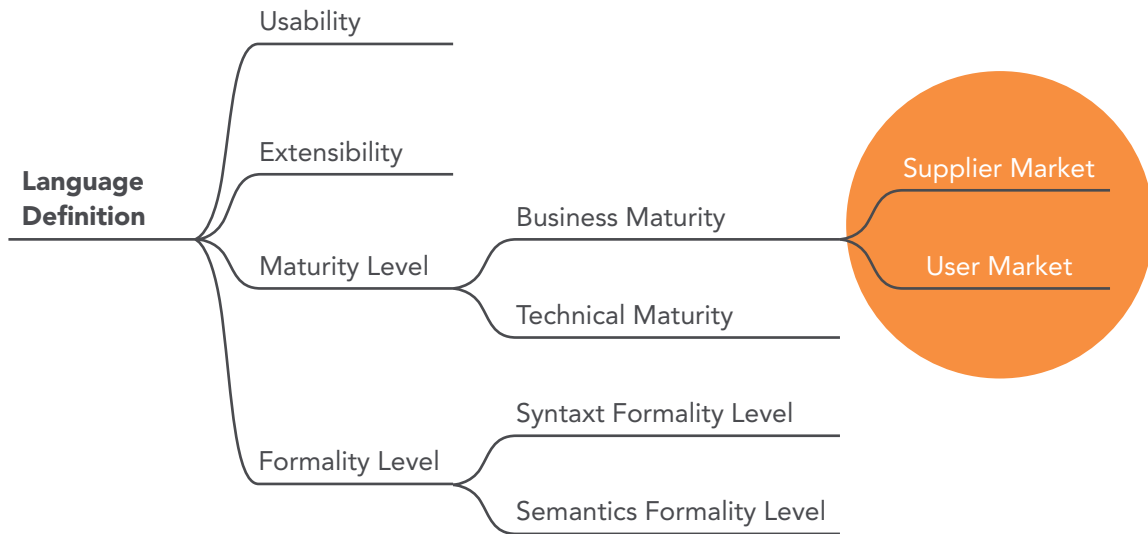 Usability
Extensibility
Language
Definition
Supplier Market
Business Maturity
Maturity Level
User Market
Technical Maturity
Syntaxt Formality Level
Formality Level
Semantics Formality Level